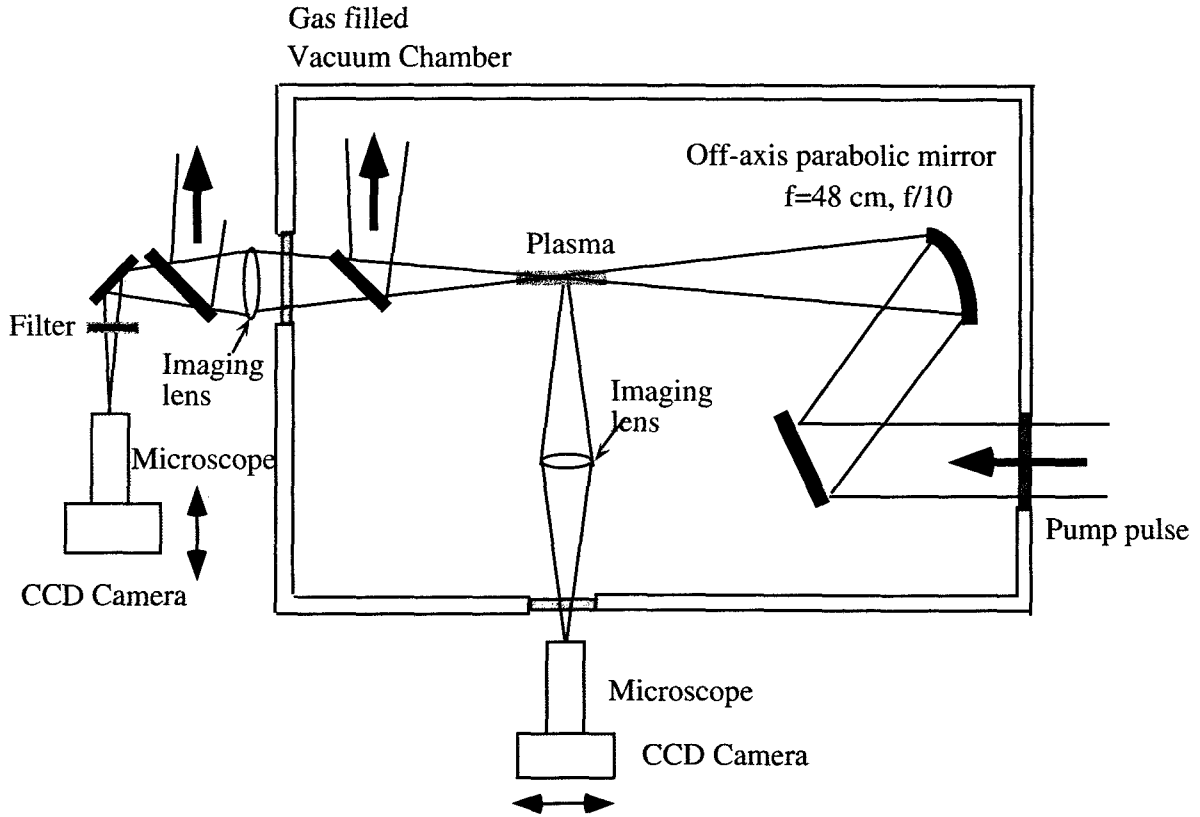 Gas filled
Vacuum Chamber
Off-axis parabolic mirror
f=48 cm, f/10
Plasma
Filter
Imaging
lens
Imaging
lens
Microscope
Pump pulse
CCD Camera
Microscope
CCD Camera